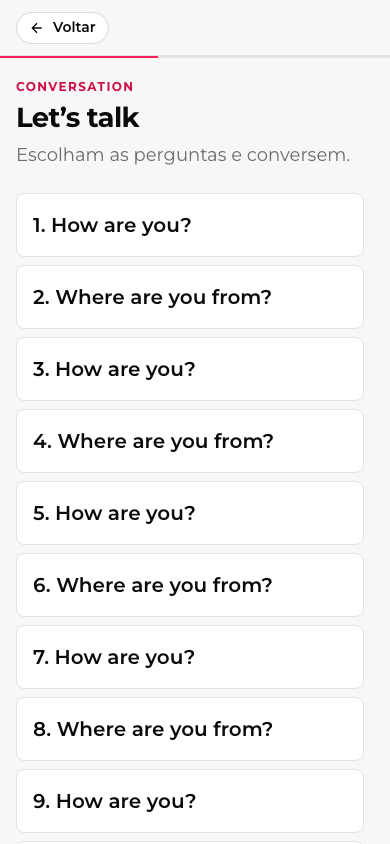 Voltar
CONVERSATION
Let’s talk
Escolham as perguntas e conversem.
1. How are you?
2. Where are you from?
3. How are you?
4. Where are you from?
5. How are you?
6. Where are you from?
7. How are you?
8. Where are you from?
9. How are you?